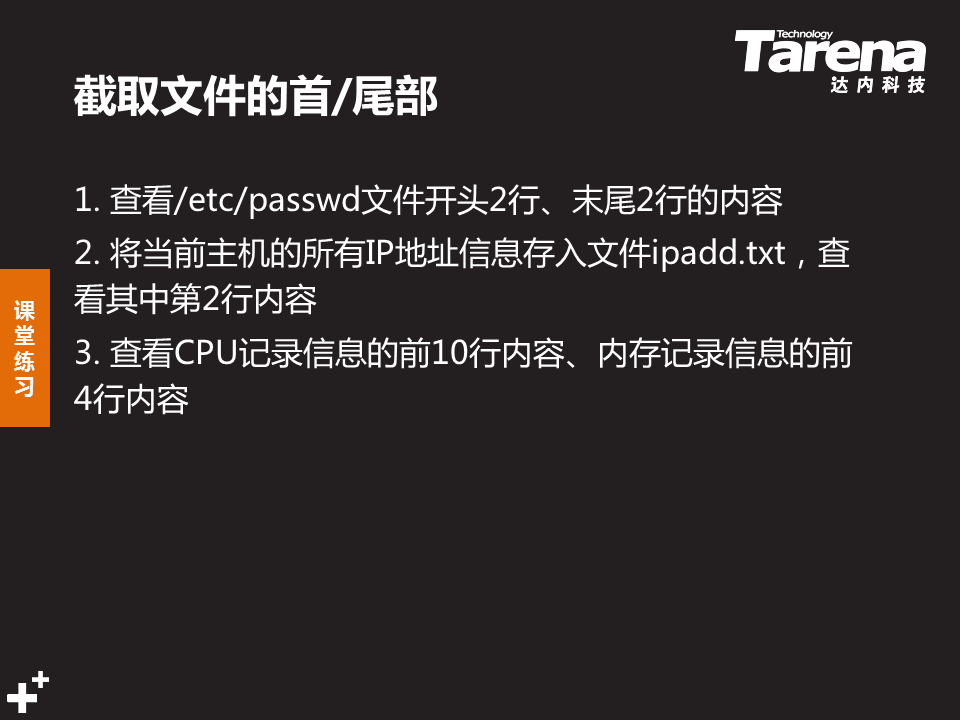 Technology
Tarena
达内科技
截取文件的首/尾部
1. 查看/etc/passwd文件开头2行、末尾2行的内容
2. 将当前主机的所有IP地址信息存入文件ipadd.txt，查
看其中第2行内容
3. 查看CPU记录信息的前10行内容、内存记录信息的前
4行内容
课
堂
练
习